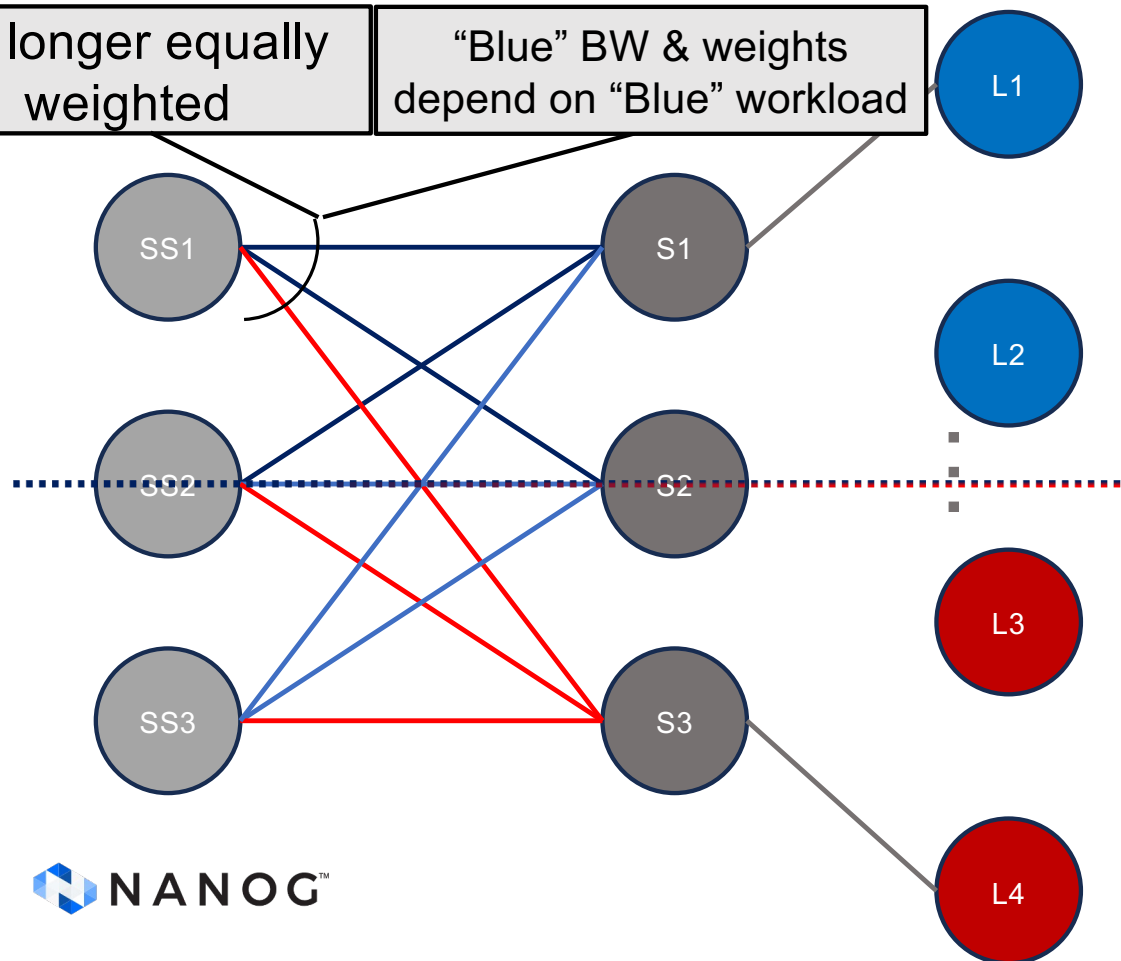 longer equally
weighted
“Blue” BW & weights
depend on “Blue” workload
L1
SS1
S1
L2
SS2
S2
L3
SS3
S3
L4
NANOG™